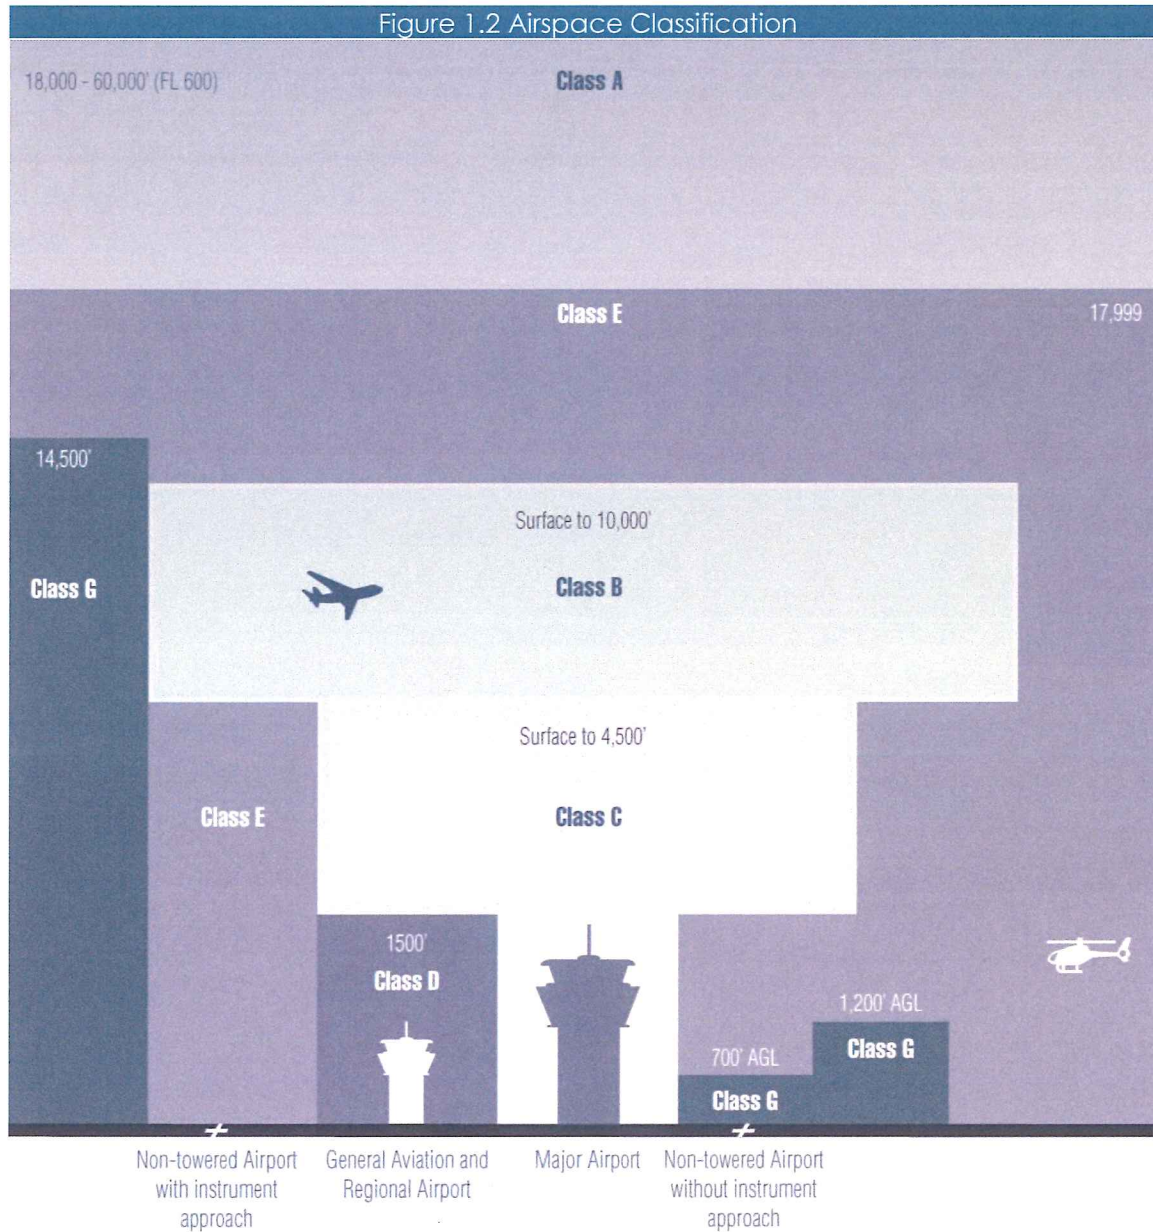 Figure 1.2 Airspace Classification
18,000 - 60,000' (FL 600)
Class A
Class E
17,999
14,500'
Surface to 10,000'
Class G
Class B
Surface to 4,500'
Class E
Class C
1500'
Class D
1,200' AGL
Class G
700' AGL
Class G
Non-towered Airport
with instrument
approach
General Aviation and
Regional Airport
Major Airport
Non-towered Airport
without instrument
approach